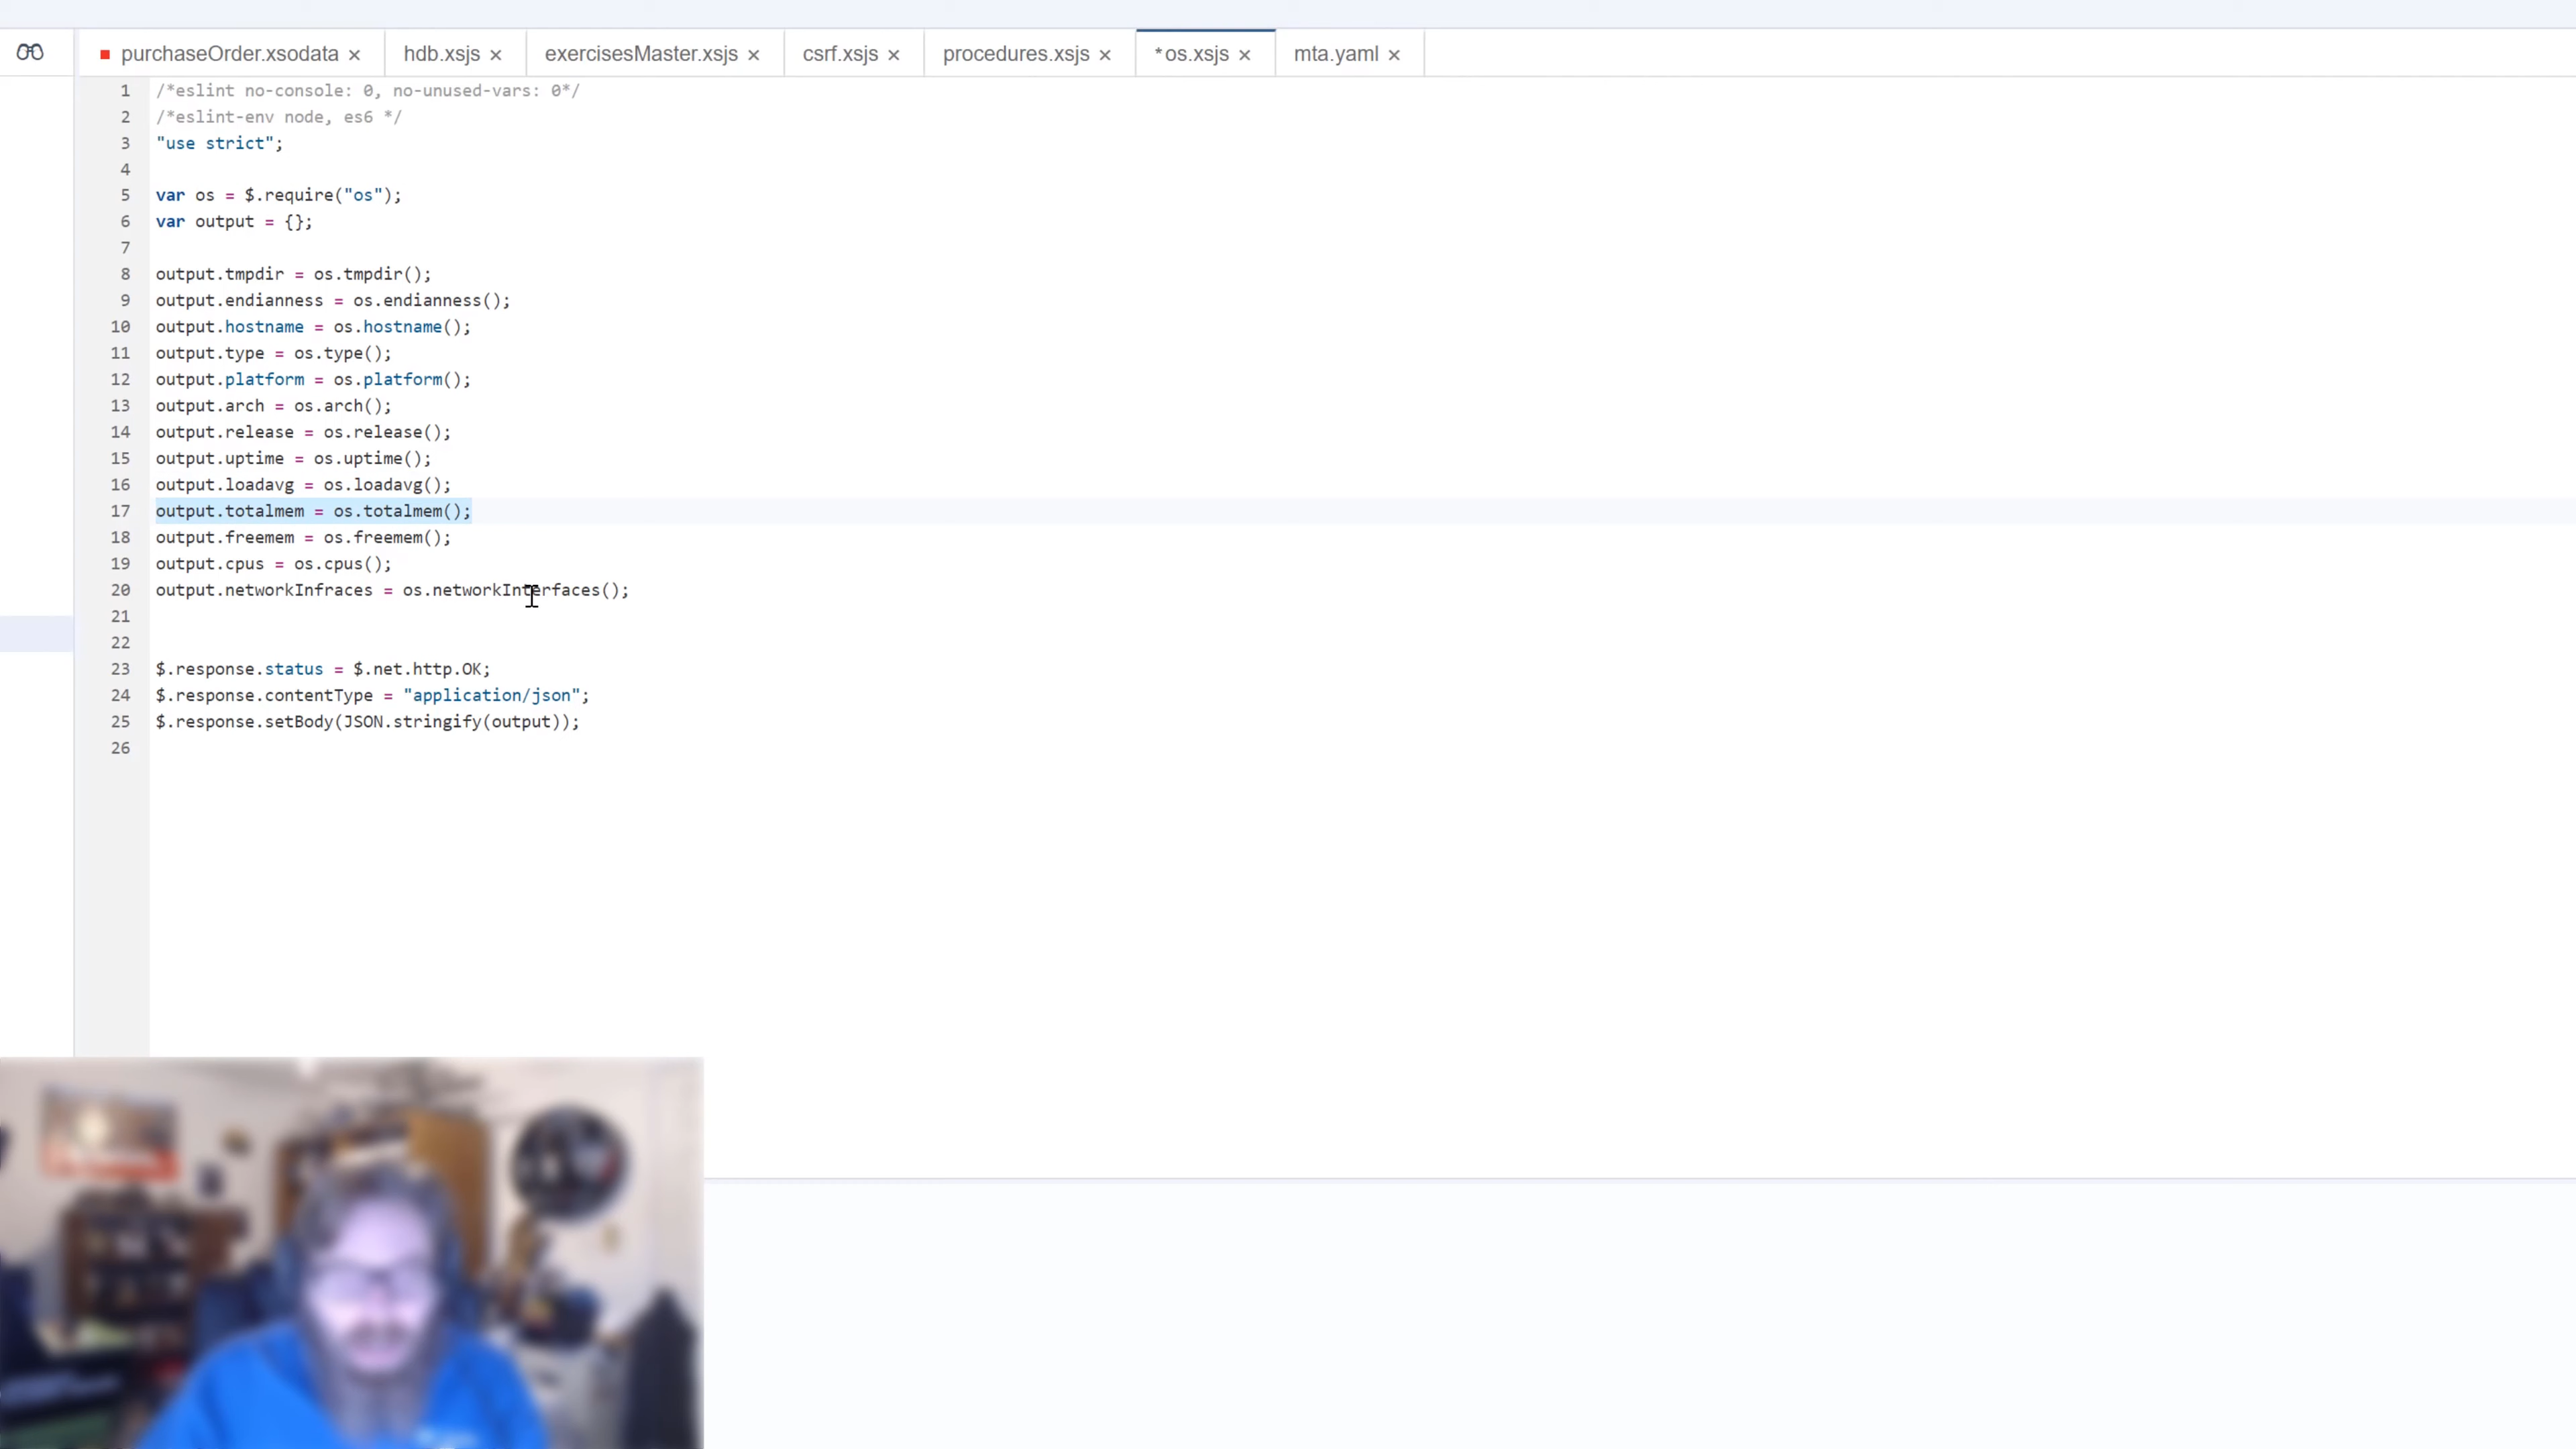 purchaseOrder.xsodata × hdb.xsjs × exercisesMaster.xsjs × csrf.xsjs × procedures.xsjs × *os.xsjs × mta.yaml ×
1 /*eslint no-console: 0, no-unused-vars: 0*/
2 /*eslint-env node, es6 */
3 "use strict";
4
5 var os = $.require("os");
6 var output = {};
7
8 output.tmpdir = os.tmpdir();
9 output.endianness = os.endianness();
10 output.hostname = os.hostname();
11 output.type = os.type();
12 output.platform = os.platform();
13 output.arch = os.arch();
14 output.release = os.release();
15 output.uptime = os.uptime();
16 output.loadavg = os.loadavg();
17 output.totalmem = os.totalmem();
18 output.freemem = os.freemem();
19 output.cpus = os.cpus();
20 output.networkInfraces = os.networkInterfaces();
21
22
23 $.response.status = $.net.http.OK;
24 $.response.contentType = "application/json";
25 $.response.setBody(JSON.stringify(output));
26